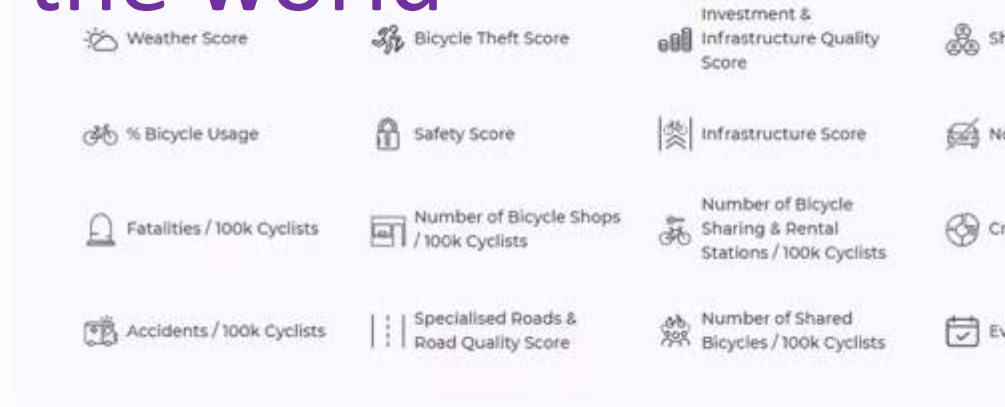 the world
Weather Score
Bicycle Theft Score
Investment &
Infrastructure Quality
Score
% Bicycle Usage
Safety Score
Infrastructure Score
Fatalities / 100k Cyclists
Number of Bicycle Shops
/ 100k Cyclists
Number of Bicycle
Sharing & Rental
Stations / 100k Cyclists
Accidents / 100k Cyclists
Specialised Roads &
Road Quality Score
Number of Shared
Bicycles / 100k Cyclists